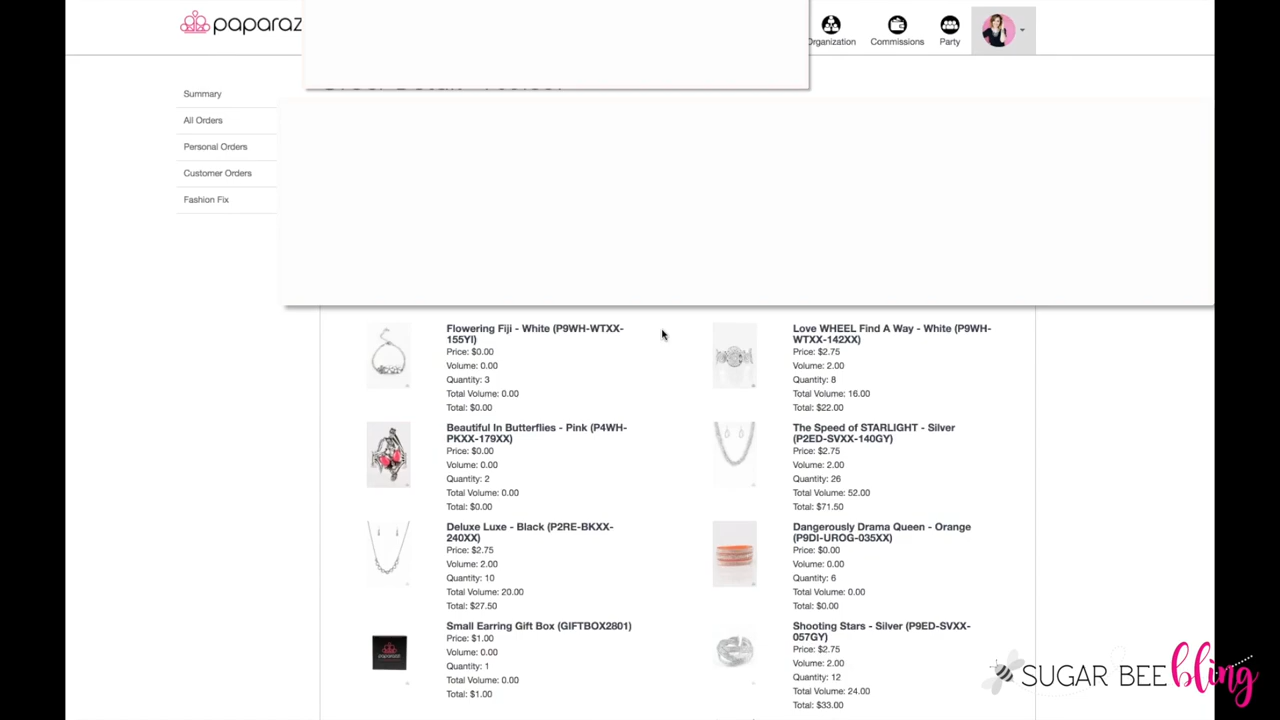 paparaz
Organization
Commissions
Party
Summary
All Orders
Personal Orders
Customer Orders
Fashion Fix
Flowering Fiji - White (P9WH-WTXX-
155YI)
Price: $0.00
Volume: 0.00
Quantity: 3
Total Volume: 0.00
Total: $0.00
Love WHEEL Find A Way - White (P9WH-
WTXX-142XX)
Price: $2.75
Volume: 2.00
Quantity: 8
Total Volume: 16.00
Total: $22.00
Beautiful In Butterflies - Pink (P4WH-
PKXX-179XX)
Price: $0.00
Volume: 0.00
Quantity: 2
Total Volume: 0.00
Total: $0.00
The Speed of STARLIGHT - Silver
(P2ED-SVXX-140GY)
Price: $2.75
Volume: 2.00
Quantity: 26
Total Volume: 52.00
Total: $71.50
Deluxe Luxe - Black (P2RE-BKXX-
240XX)
Price: $2.75
Volume: 2.00
Quantity: 10
Total Volume: 20.00
Total: $27.50
Dangerously Drama Queen - Orange
(P9DI-UROG-035XX)
Price: $0.00
Volume: 0.00
Quantity: 6
Total Volume: 0.00
Total: $0.00
Small Earring Gift Box (GIFTBOX2801)
Price: $1.00
Volume: 0.00
Quantity: 1
Total Volume: 0.00
Total: $1.00
paparazzi
Shooting Stars - Silver (P9ED-SVXX-
057GY)
Price: $2.75
Volume: 2.00
Quantity: 12
Total Volume: 24.00
Total: $33.00
SUGAR BEE bling